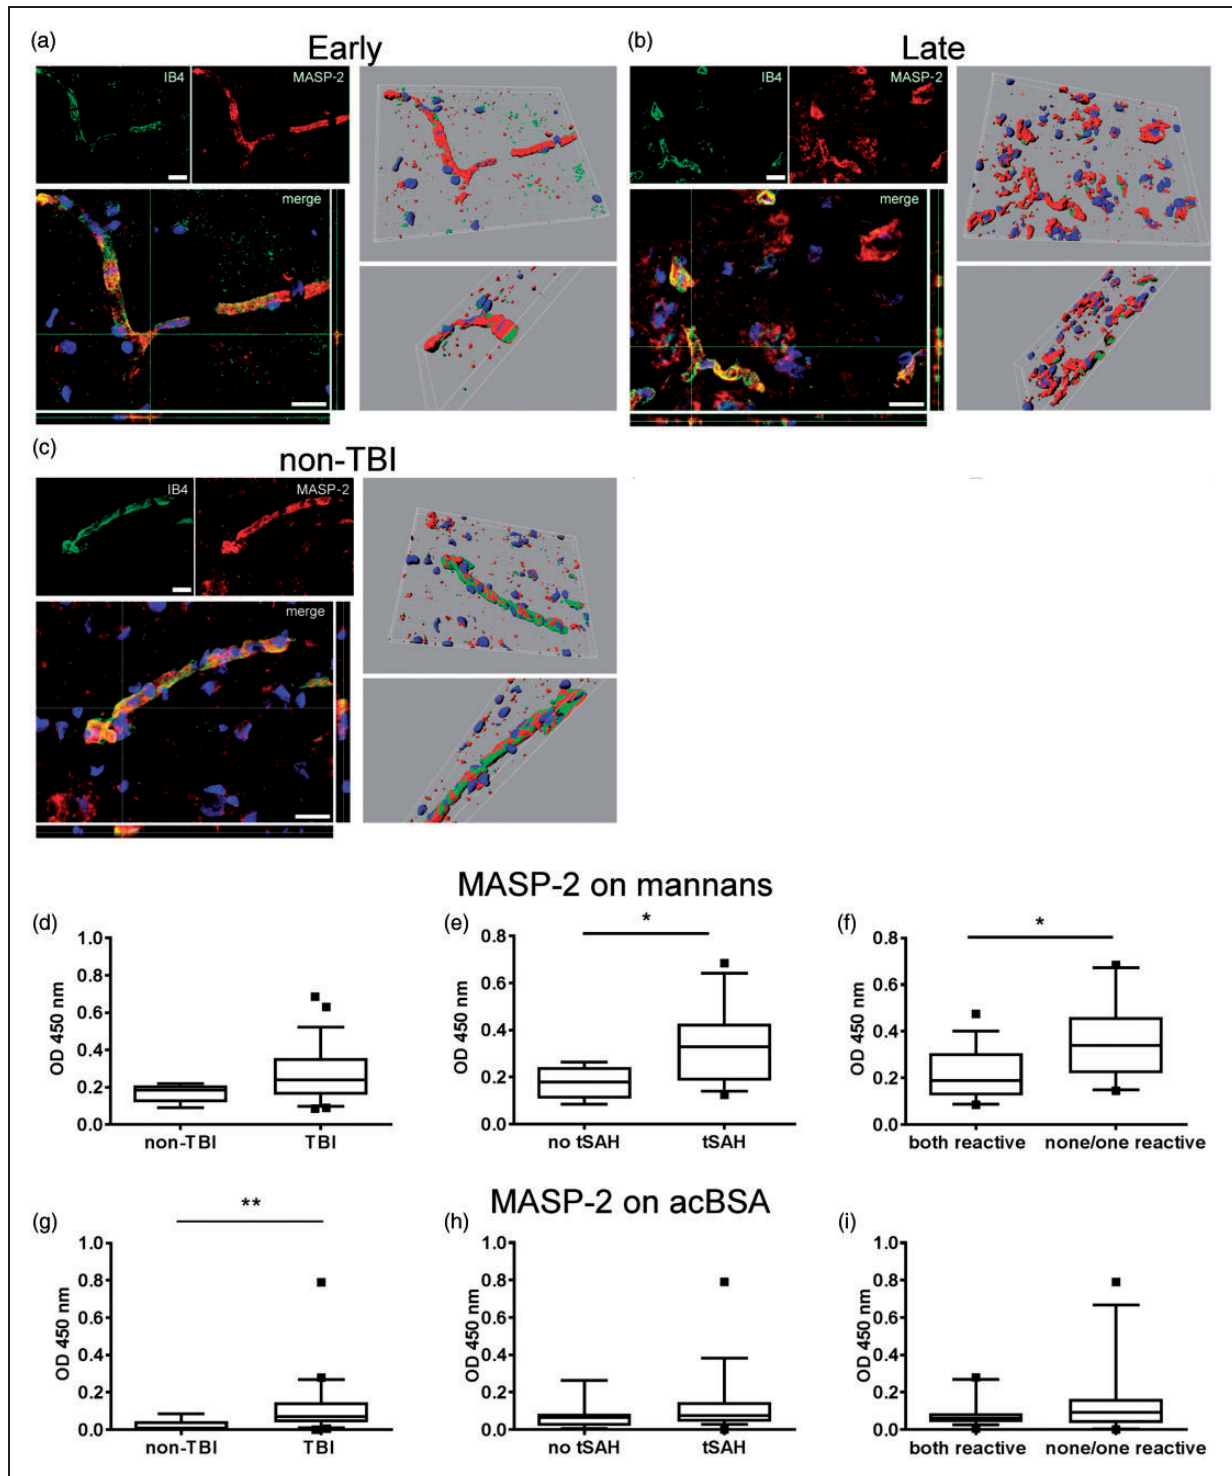 (a)
Early
IB4
MASP-2
merge
(b)
Late
IB4
MASP-2
merge
(c)
non-TBI
IB4
MASP-2
merge
MASP-2 on mannans
(d)
1.0
0.8
0.6
0.4
0.2
0.0
OD 450 nm
non-TBI
TBI
(e)
*
0.8
0.6
0.4
0.2
0.0
OD 450 nm
no tSAH
tSAH
(f)
*
0.8
0.6
0.4
0.2
0.0
OD 450 nm
both reactive
none/one reactive
MASP-2 on acBSA
(g)
**
1.0
0.8
0.6
0.4
0.2
0.0
OD 450 nm
non-TBI
TBI
(h)
1.0
0.8
0.6
0.4
0.2
0.0
OD 450 nm
no tSAH
tSAH
(i)
1.0
0.8
0.6
0.4
0.2
0.0
OD 450 nm
both reactive
none/one reactive